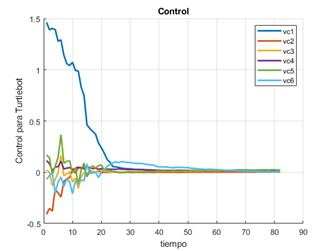 Control
1.5
1
0.5
0
-0.5
Control para Turtlebot
vc1
vc2
vc3
vc4
vc5
vc6
0 10 20 30 40 50 60 70 80 90
tiempo